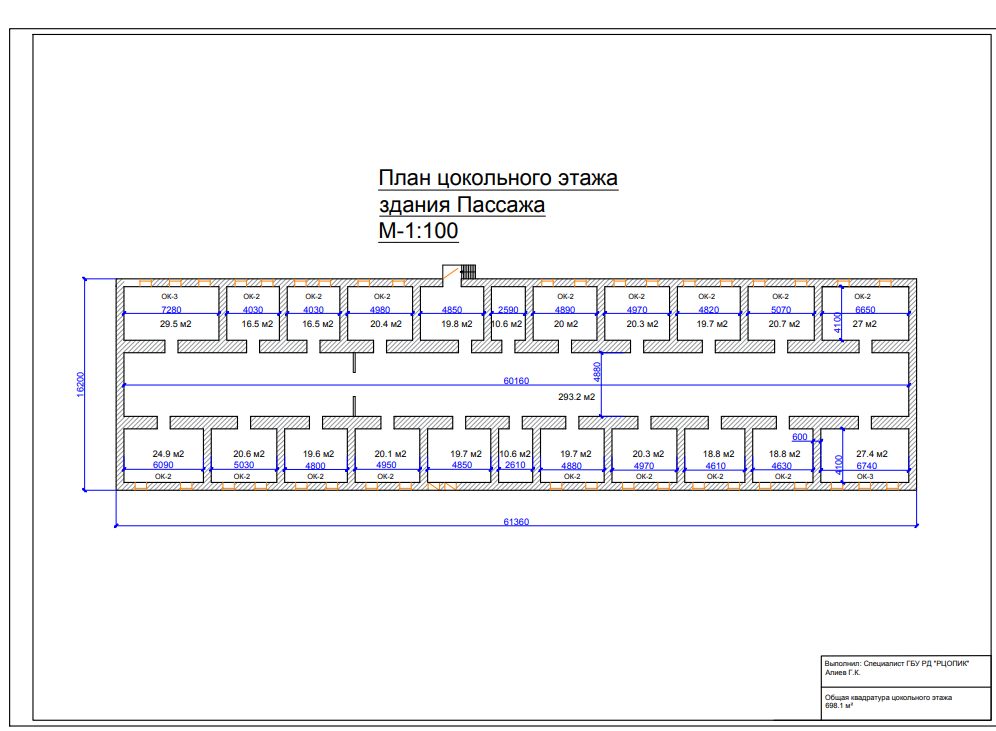 План цокольного этажа
здания Пассажа
М-1:100
ОК-3 ОК-2 ОК-2 ОК-2 ОК-2 ОК-2 ОК-2 ОК-2 ОК-2
7280 4030 4030 4980 4850 2590 4890 4970 4820 5070 6650
29.5 м2 16.5 м2 16.5 м2 20.4 м2 19.8 м2 10.6 м2 20 м2 20.3 м2 19.7 м2 20.7 м2 27 м2
4100
16200
60160
4880
293.2 м2
600
24.9 м2 20.6 м2 19.6 м2 20.1 м2 19.7 м2 10.6 м2 19.7 м2 20.3 м2 18.8 м2 18.8 м2 27.4 м2
6090 5030 4800 4950 4850 2610 4880 4970 4610 4630 6740
4100
ОК-2 ОК-2 ОК-2 ОК-2 ОК-2 ОК-2 ОК-2 ОК-2 ОК-3
61360
Выполнил: Специалист ГБУ РД "РЦОПИК"
Алиев Г.К.
Общая квадратура цокольного этажа
698.1 м²